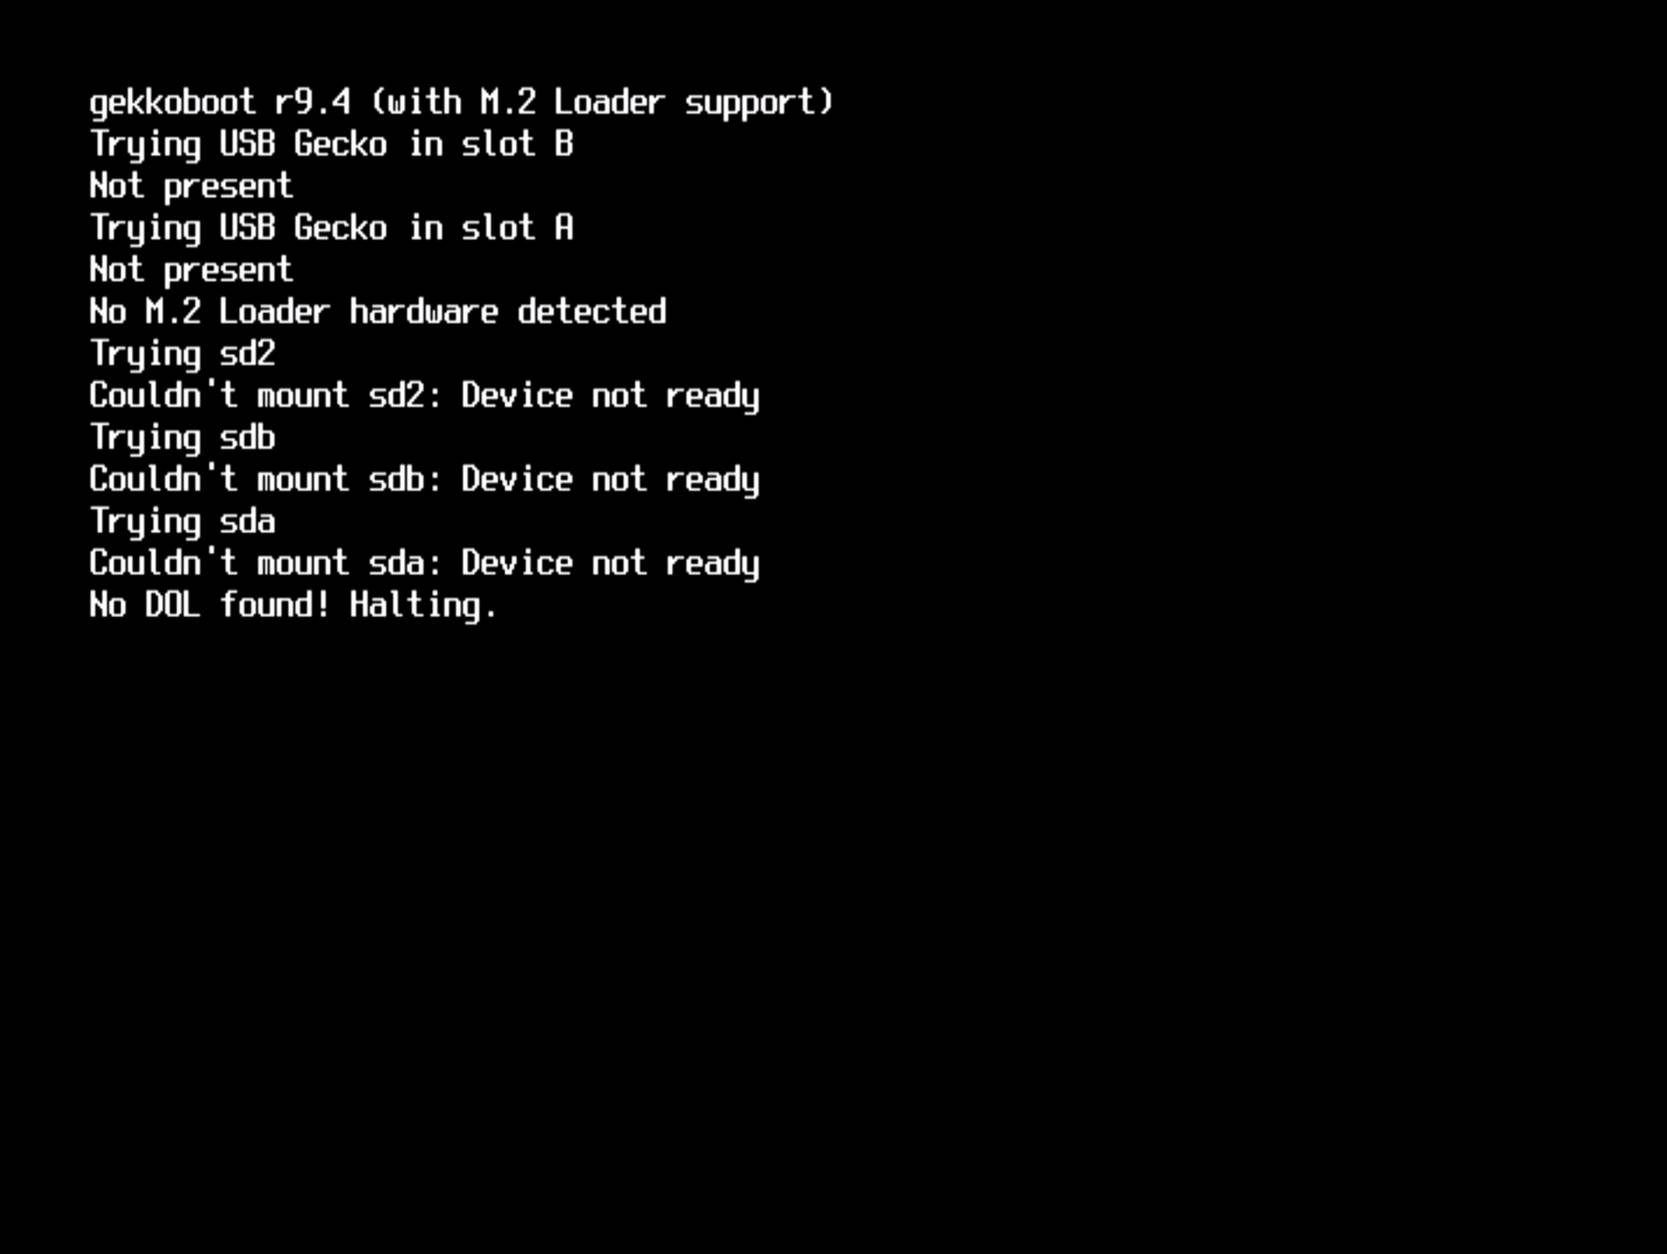 gekkoboot r9.4 (with M.2 Loader support)
Trying USB Gecko in slot B
Not present
Trying USB Gecko in slot A
Not present
No M.2 Loader hardware detected
Trying sd2
Couldn't mount sd2: Device not ready
Trying sdb
Couldn't mount sdb: Device not ready
Trying sda
Couldn't mount sda: Device not ready
No DOL found! Halting.